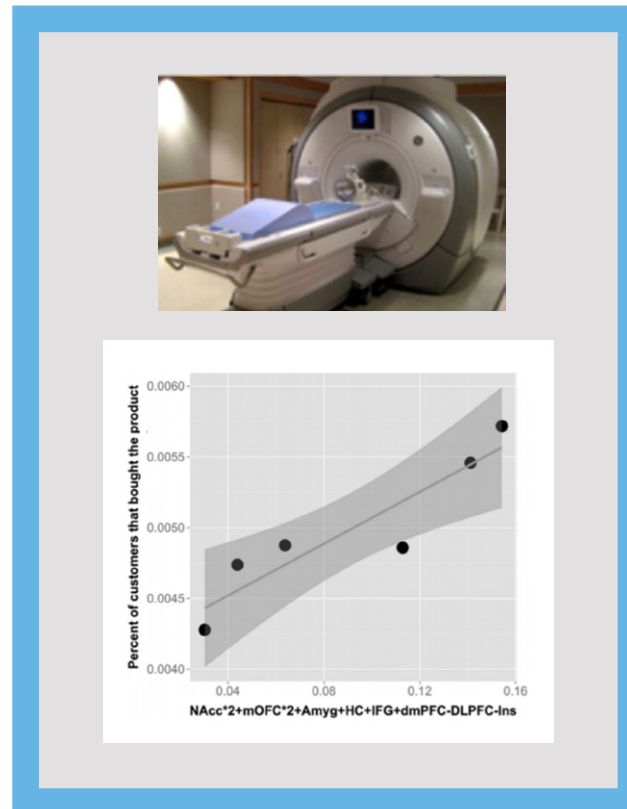 Percent of customers that bought the product
0.0060
0.0055
0.0050
0.0045
0.0040
0.04 0.08 0.12 0.16
NAcc*2+mOFC*2+Amyg+HC+IFG+dmPFC-DLPFC-Ins